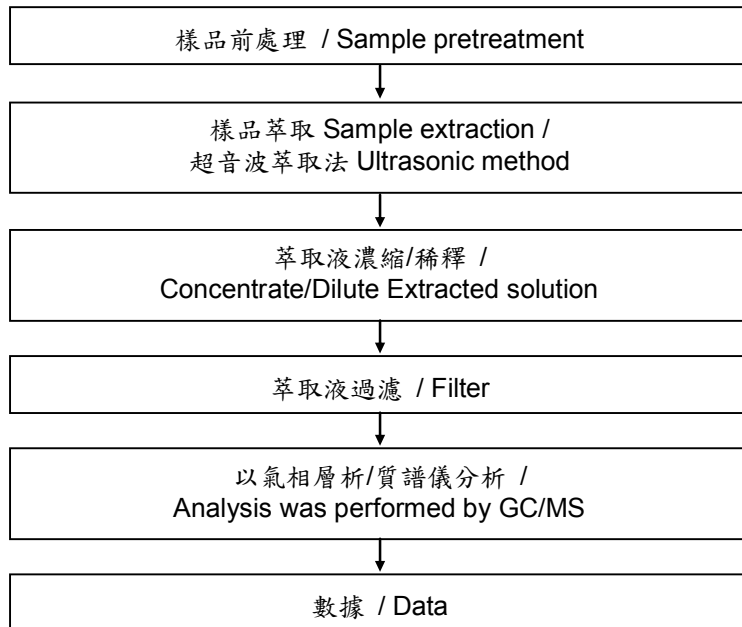 樣品前處理 / Sample pretreatment
樣品萃取 Sample extraction /
超音波萃取法 Ultrasonic method
萃取液濃縮/稀釋 /
Concentrate/Dilute Extracted solution
萃取液過濾 / Filter
以氣相層析/質譜儀分析 /
Analysis was performed by GC/MS
數據 / Data